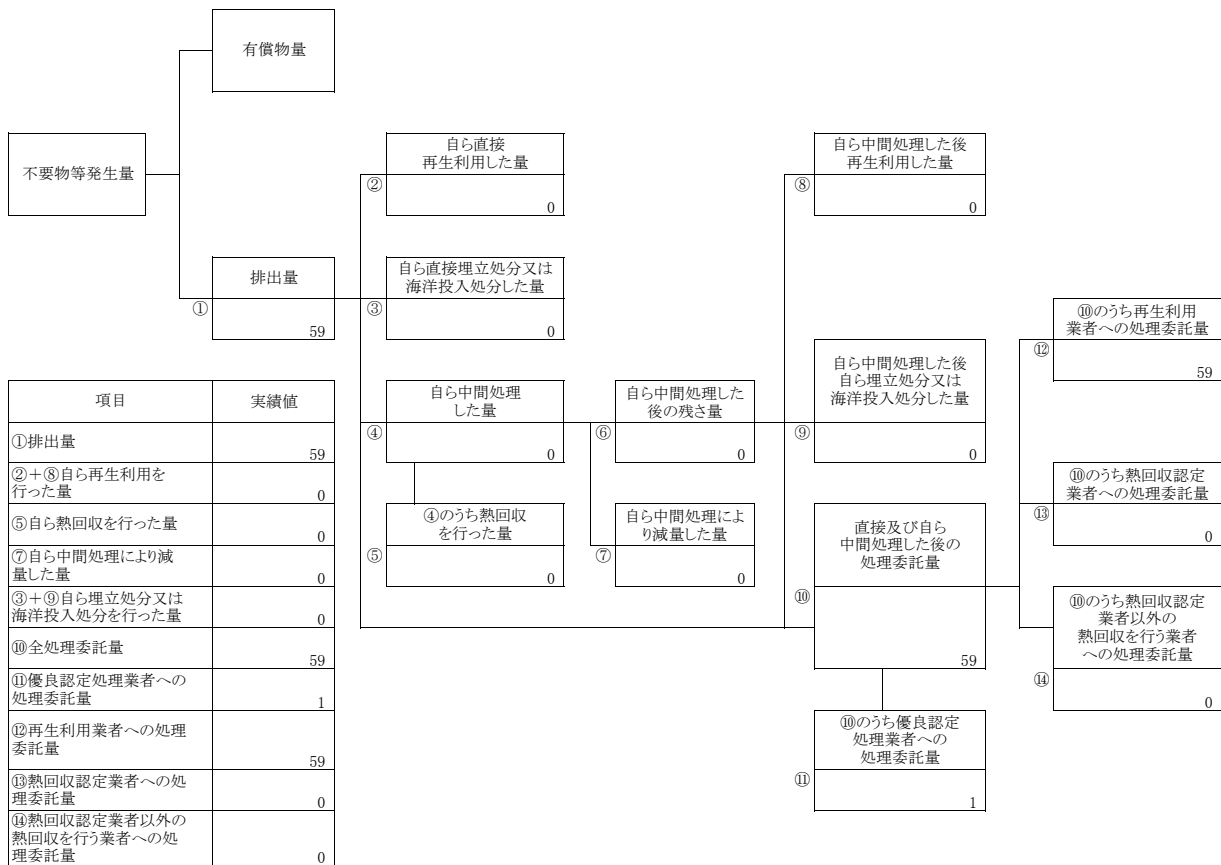 有償物量
不要物等発生量
自ら直接
再生利用した量
②
0
自ら中間処理した後
再生利用した量
⑧
0
排出量
①
59
自ら直接埋立処分又は
海洋投入処分した量
③
0
⑩のうち再生利用
業者への処理委託量
⑫
59
自ら中間処理
した量
④
0
自ら中間処理した
後の残さ量
⑥
0
自ら中間処理した後
自ら埋立処分又は
海洋投入処分した量
⑨
0
⑩のうち熱回収認定
業者への処理委託量
⑬
0
④のうち熱回収
を行った量
⑤
0
自ら中間処理によ
り減量した量
⑦
0
直接及び自ら
中間処理した後の
処理委託量
⑩
59
⑩のうち熱回収認定
業者以外の
熱回収を行う業者
への処理委託量
⑭
0
⑩のうち優良認定
処理業者への
処理委託量
⑪
1
項目 実績値
①排出量
59
②+⑧自ら再生利用を
行った量
0
⑤自ら熱回収を行った量
0
⑦自ら中間処理により減
量した量
0
③+⑨自ら埋立処分又は
海洋投入処分を行った量
0
⑩全処理委託量
59
⑪優良認定処理業者への
処理委託量
1
⑫再生利用業者への処理
委託量
59
⑬熱回収認定業者への処
理委託量
0
⑭熱回収認定業者以外の
熱回収を行う業者への処
理委託量
0